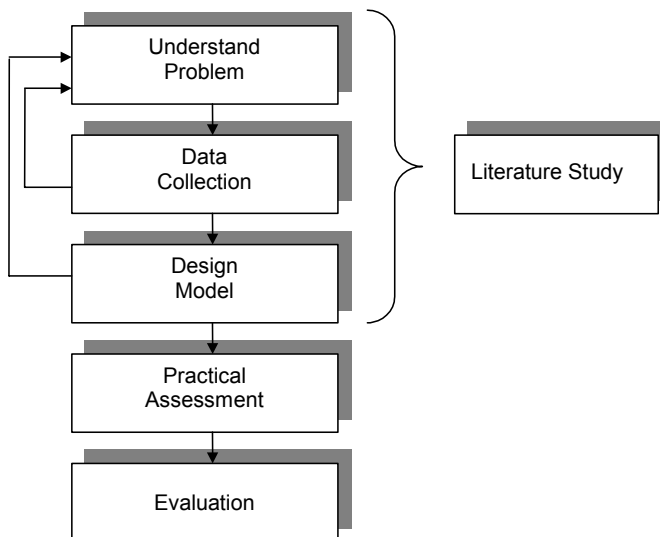 Understand
Problem
Data
Collection
Literature Study
Design
Model
Practical
Assessment
Evaluation